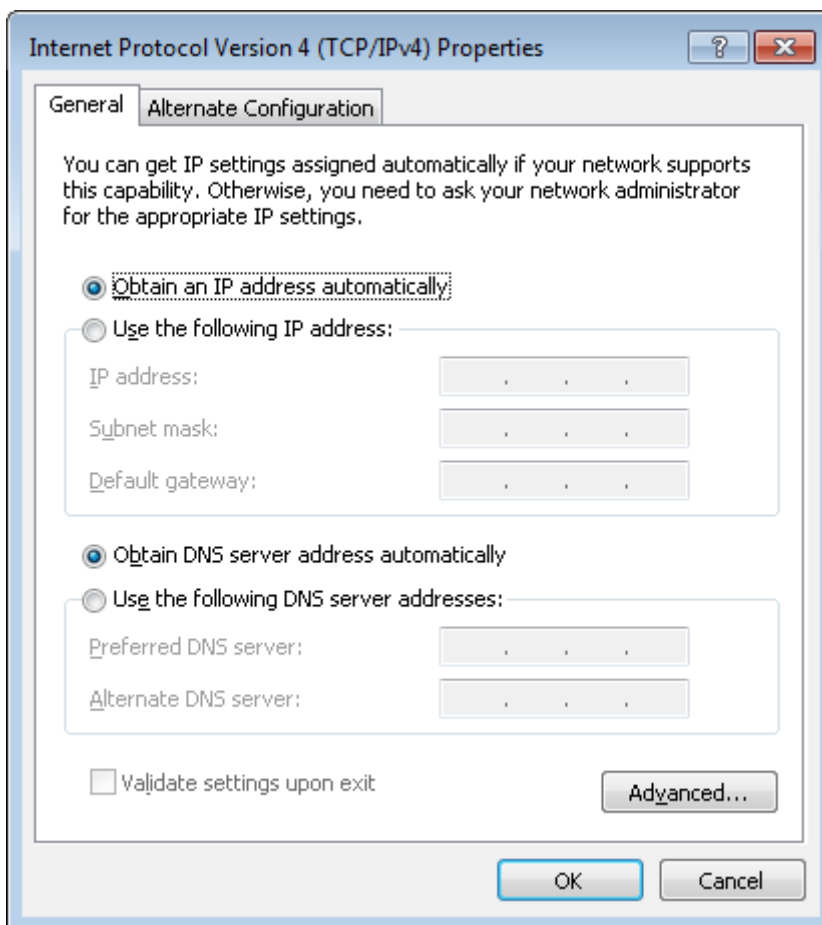 Internet Protocol Version 4 (TCP/IPv4) Properties
General
Alternate Configuration
You can get IP settings assigned automatically if your network supports
this capability. Otherwise, you need to ask your network administrator
for the appropriate IP settings.
Obtain an IP address automatically
Use the following IP address:
IP address:
Subnet mask:
Default gateway:
Obtain DNS server address automatically
Use the following DNS server addresses:
Preferred DNS server:
Alternate DNS server:
Validate settings upon exit
Advanced...
OK
Cancel